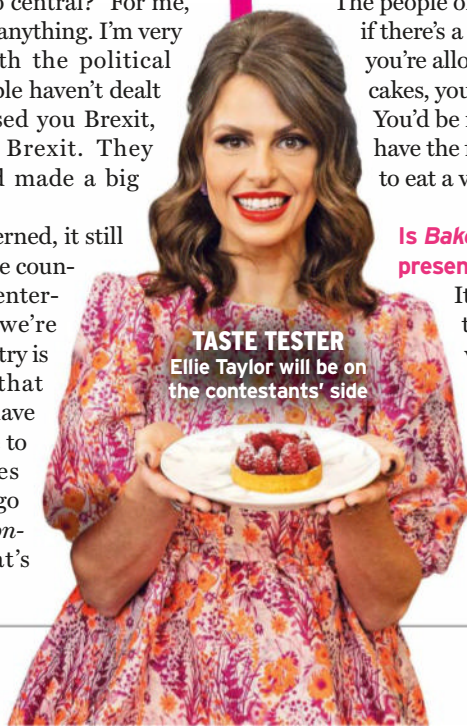 central? For me,
anything. I'm very
th the political
ple haven't dealt
sed you Brexit,
Brexit. They
made a big
erned, it still
e coun-
enter-
we're
try is
that
ave
to
es
go
on-
at's
The people o
if there's a
you're allo
cakes, you
You'd be
have the
to eat a
Is Bake
presen
It
t
TASTE TESTER
Ellie Taylor will be on
the contestants' side